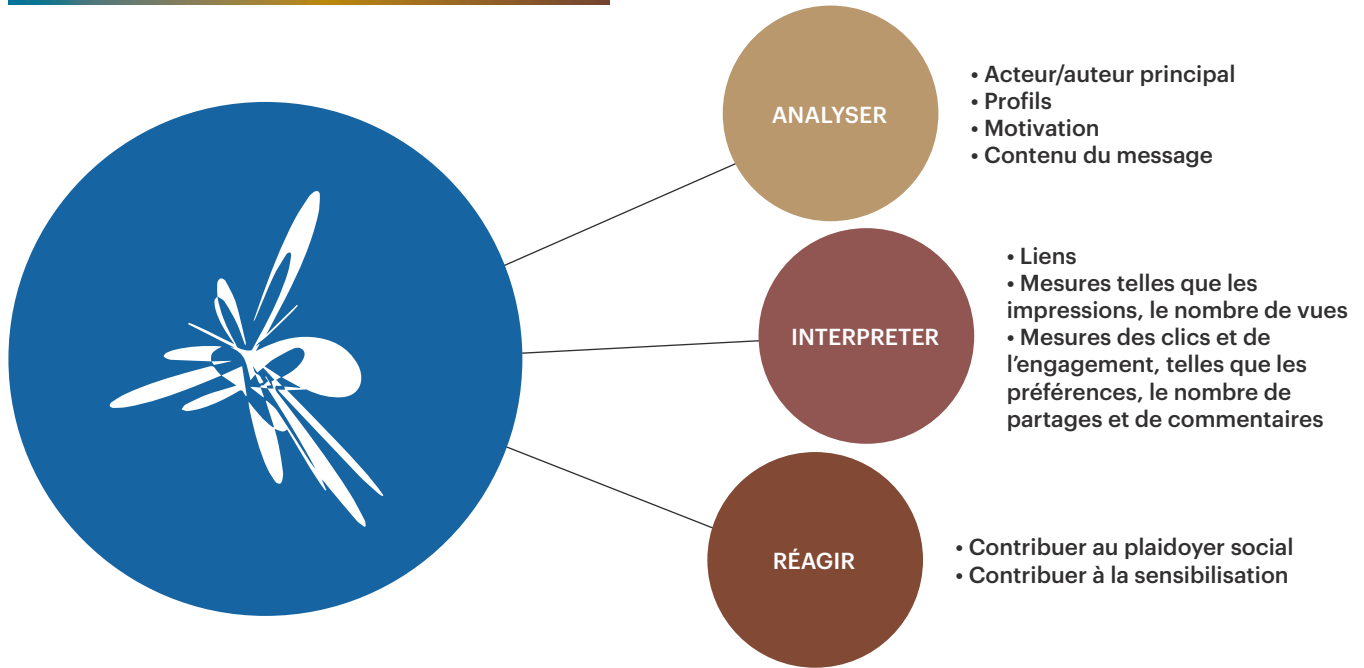 ANALYSER
• Acteur/auteur principal
• Profils
• Motivation
• Contenu du message
INTERPRETER
• Liens
• Mesures telles que les
impressions, le nombre de vues
• Mesures des clics et de
l’engagement, telles que les
préférences, le nombre de
partages et de commentaires
RÉAGIR
• Contribuer au plaidoyer social
• Contribuer à la sensibilisation